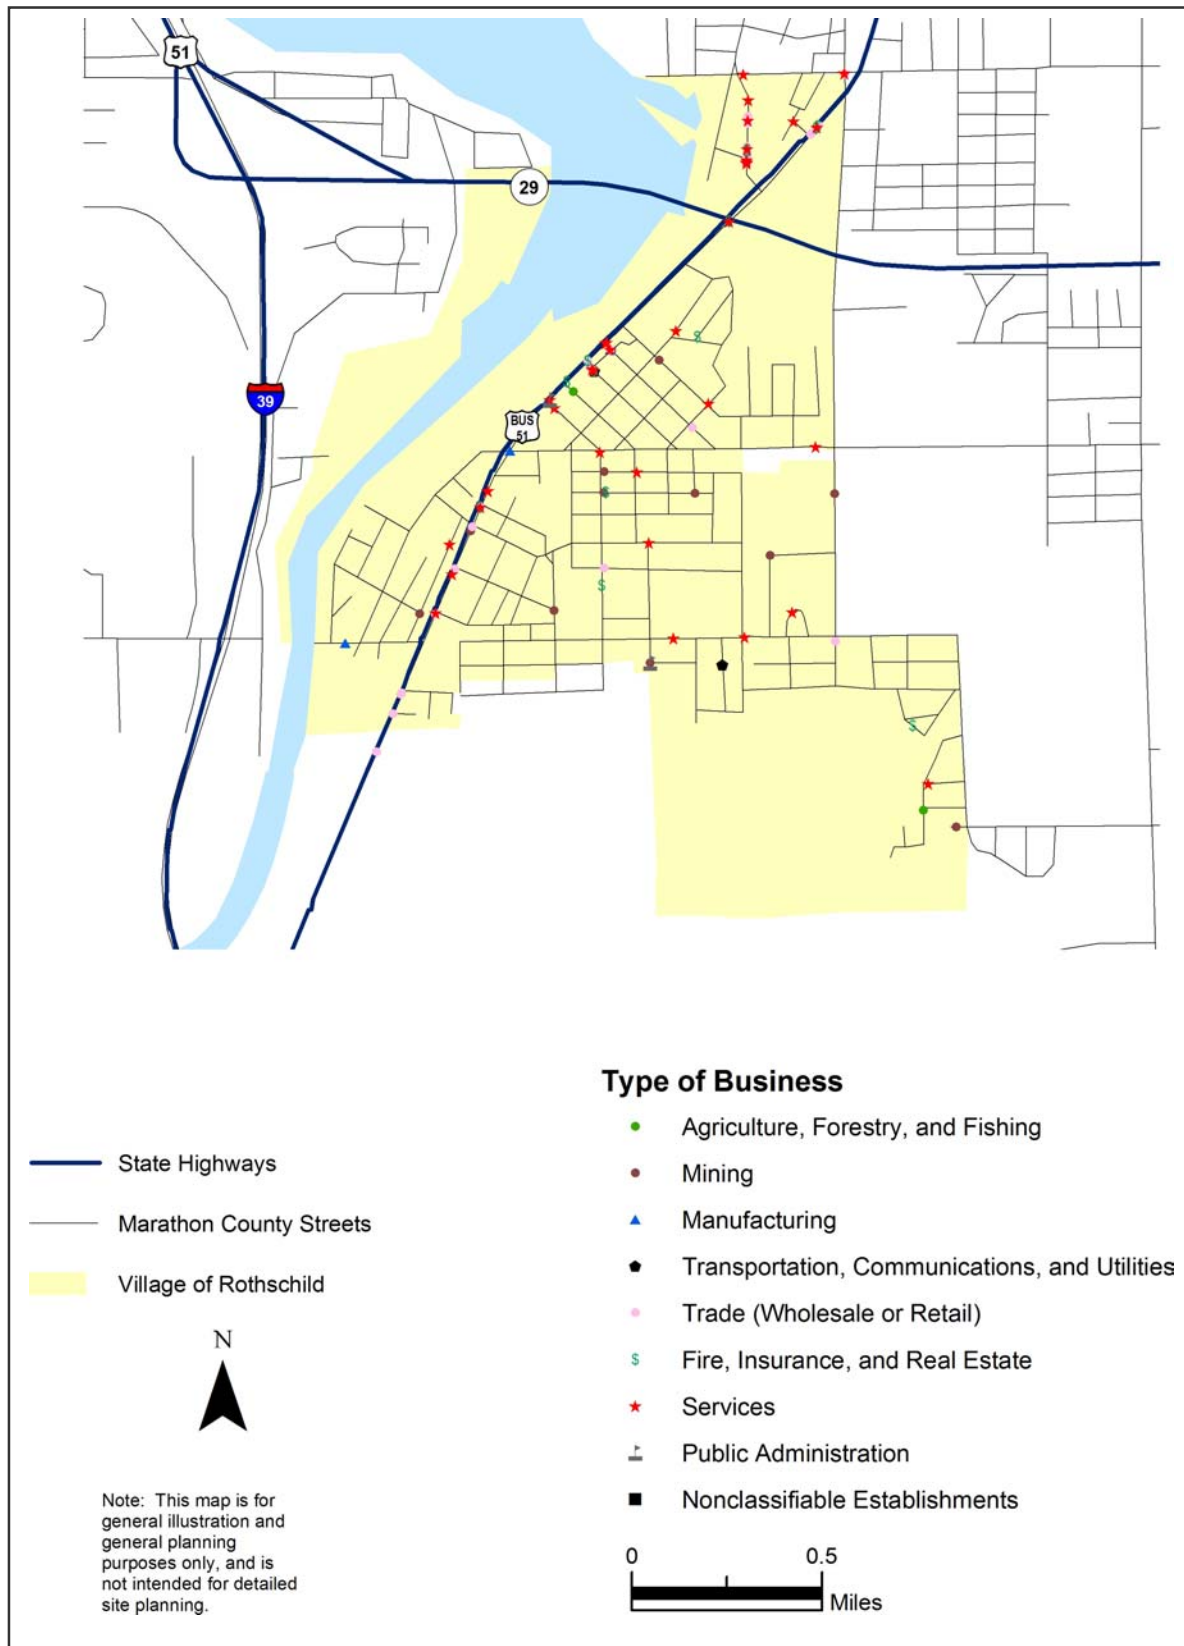 51
29
39
BUS
51
Type of Business
Agriculture, Forestry, and Fishing
Mining
Manufacturing
Transportation, Communications, and Utilities
Trade (Wholesale or Retail)
$ Fire, Insurance, and Real Estate
Services
Public Administration
Nonclassifiable Establishments
State Highways
Marathon County Streets
Village of Rothschild
N
Note: This map is for
general illustration and
general planning
purposes only, and is
not intended for detailed
site planning.
0 0.5
Miles